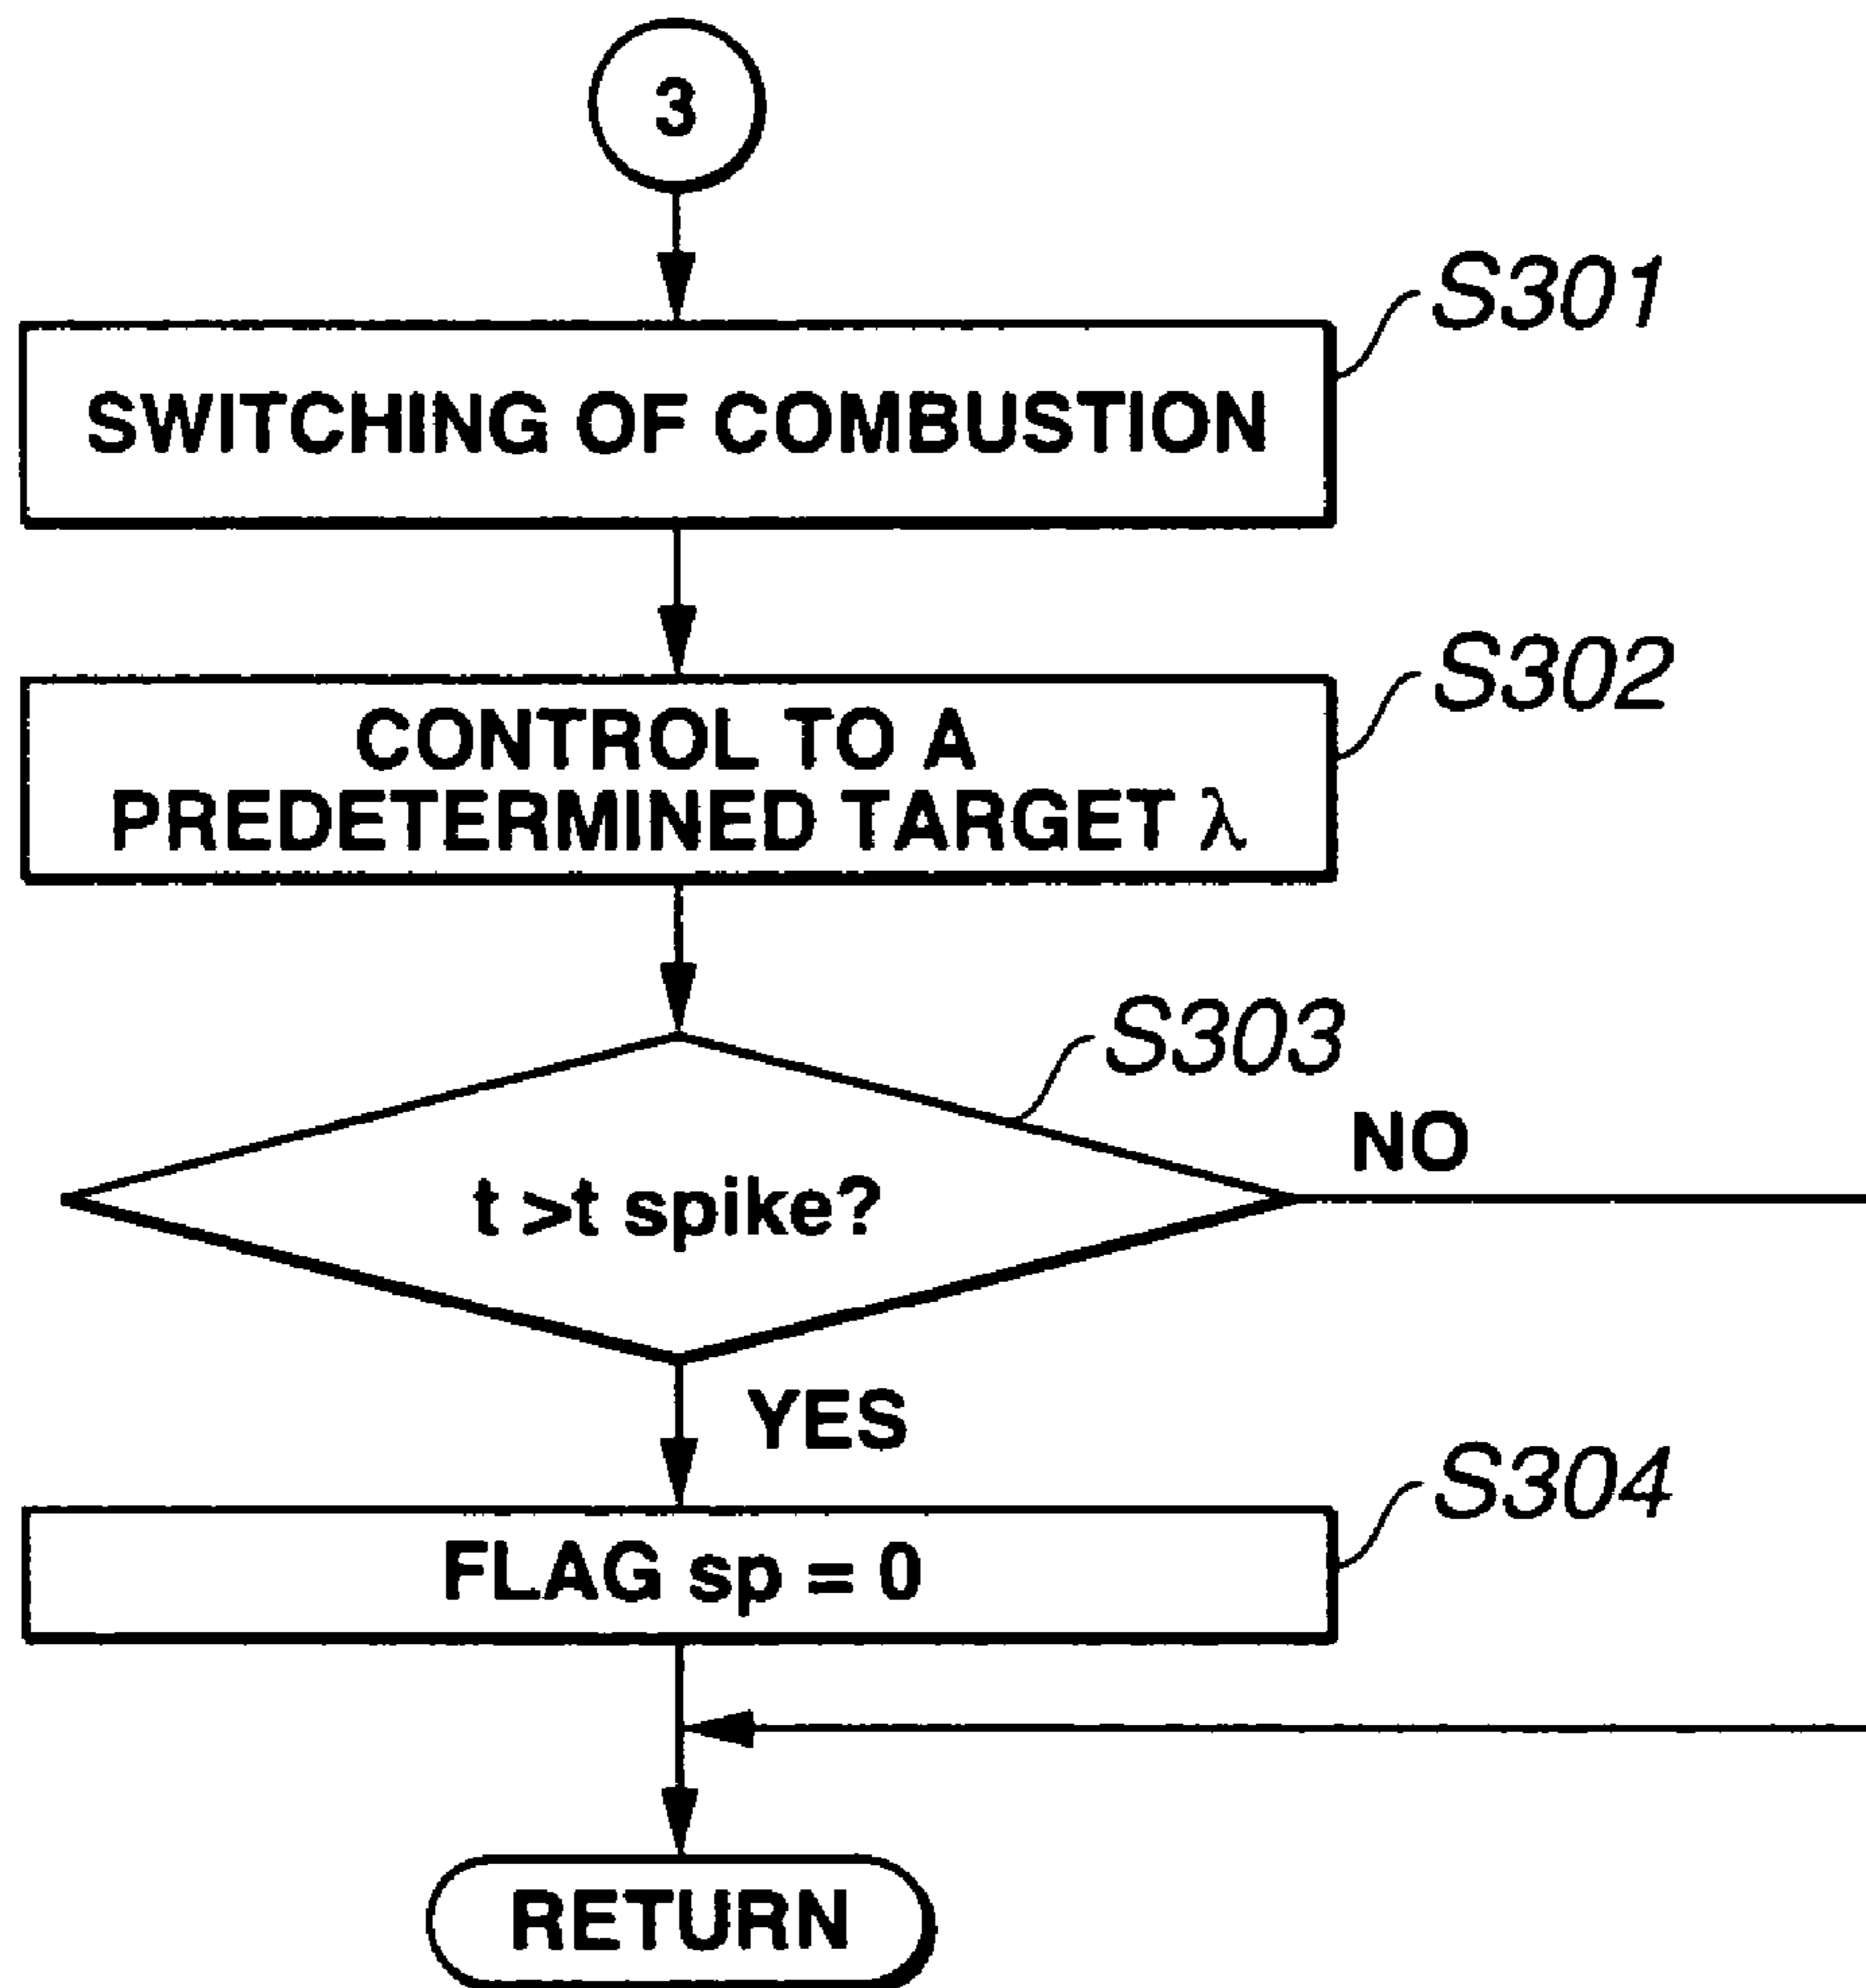 3
S301
SWITCHING OF COMBUSTION
S302
CONTROL TO A
PREDETERMINED TARGET λ
S303
NO
t >t spike?
YES
S304
FLAG sp = 0
RETURN